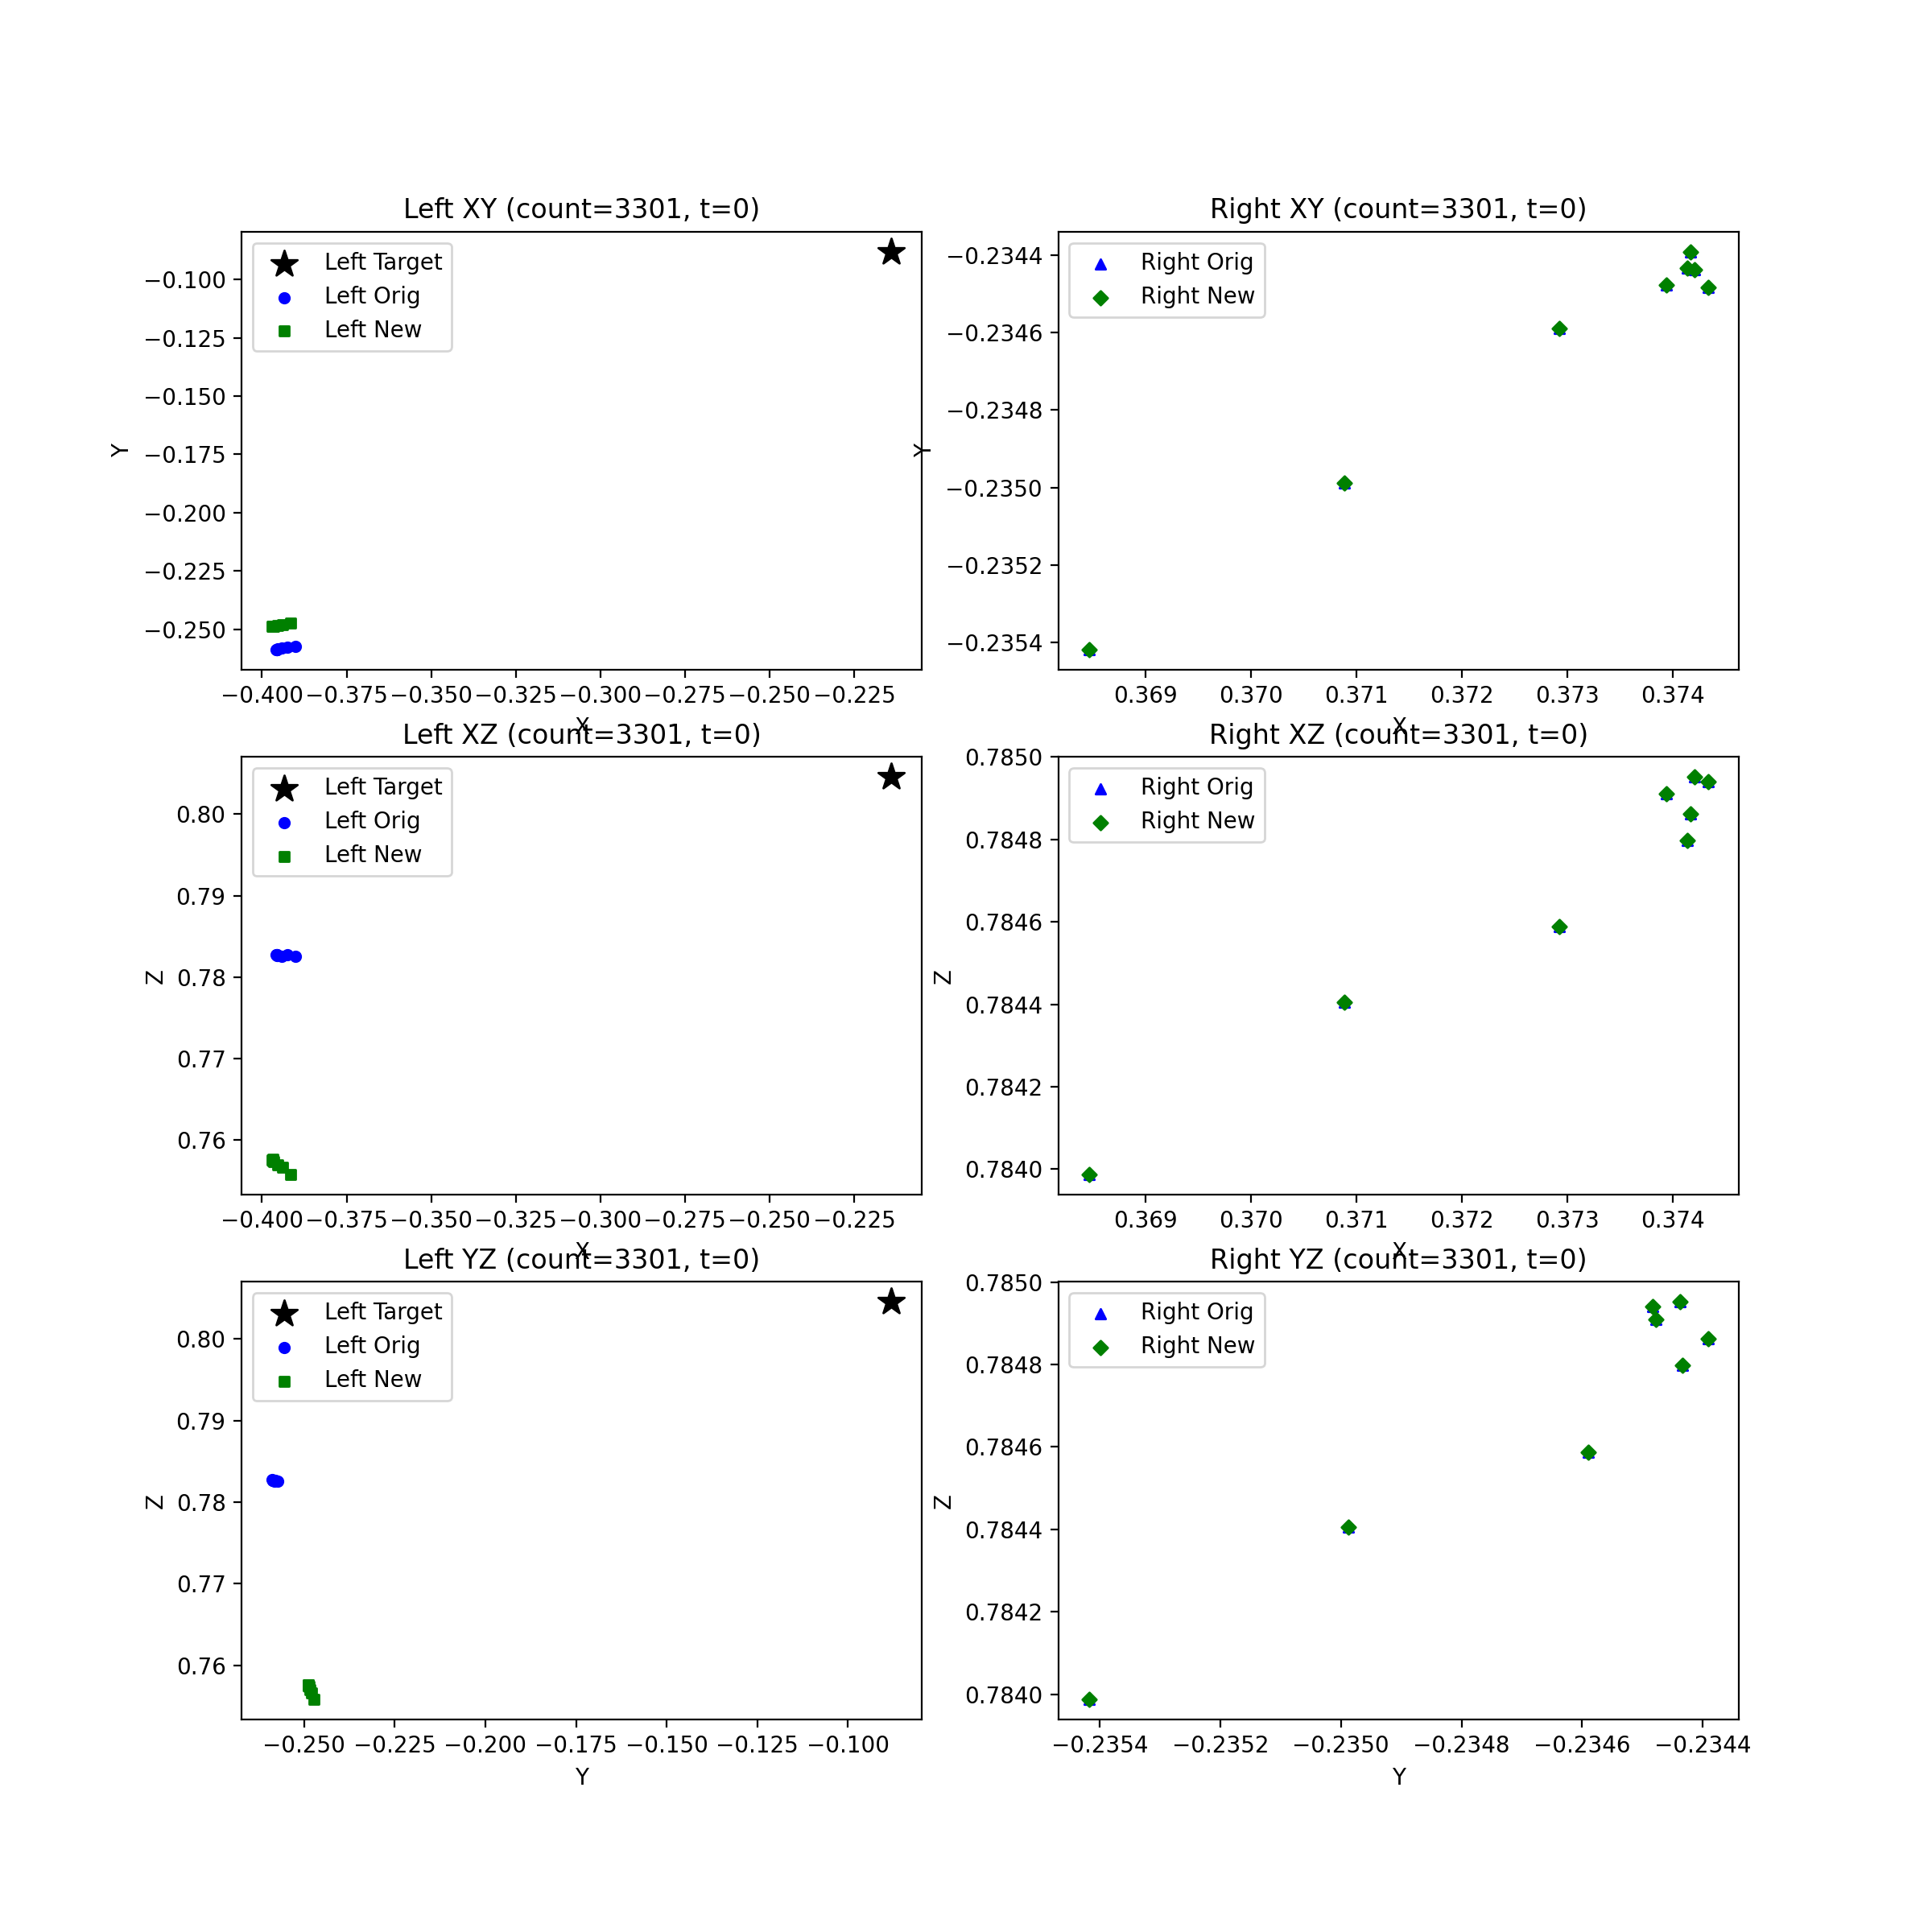 Left XY (count=3301, t=0)
Left Target
Left Orig
Left New
−0.100
−0.125
−0.150
−0.175
−0.200
−0.225
−0.250
Y
−0.400 −0.375 −0.350 −0.325 −0.300 −0.275 −0.250 −0.225
X
Right XY (count=3301, t=0)
Right Orig
Right New
−0.2344
−0.2346
−0.2348
−0.2350
−0.2352
−0.2354
Y
0.369 0.370 0.371 0.372 0.373 0.374
X
Left XZ (count=3301, t=0)
Left Target
Left Orig
Left New
0.80
0.79
0.78
0.77
0.76
Z
−0.400 −0.375 −0.350 −0.325 −0.300 −0.275 −0.250 −0.225
X
Right XZ (count=3301, t=0)
Right Orig
Right New
0.7850
0.7848
0.7846
0.7844
0.7842
0.7840
Z
0.369 0.370 0.371 0.372 0.373 0.374
X
Left YZ (count=3301, t=0)
Left Target
Left Orig
Left New
0.80
0.79
0.78
0.77
0.76
Z
−0.250 −0.225 −0.200 −0.175 −0.150 −0.125 −0.100
Y
Right YZ (count=3301, t=0)
Right Orig
Right New
0.7850
0.7848
0.7846
0.7844
0.7842
0.7840
Z
−0.2354 −0.2352 −0.2350 −0.2348 −0.2346 −0.2344
Y